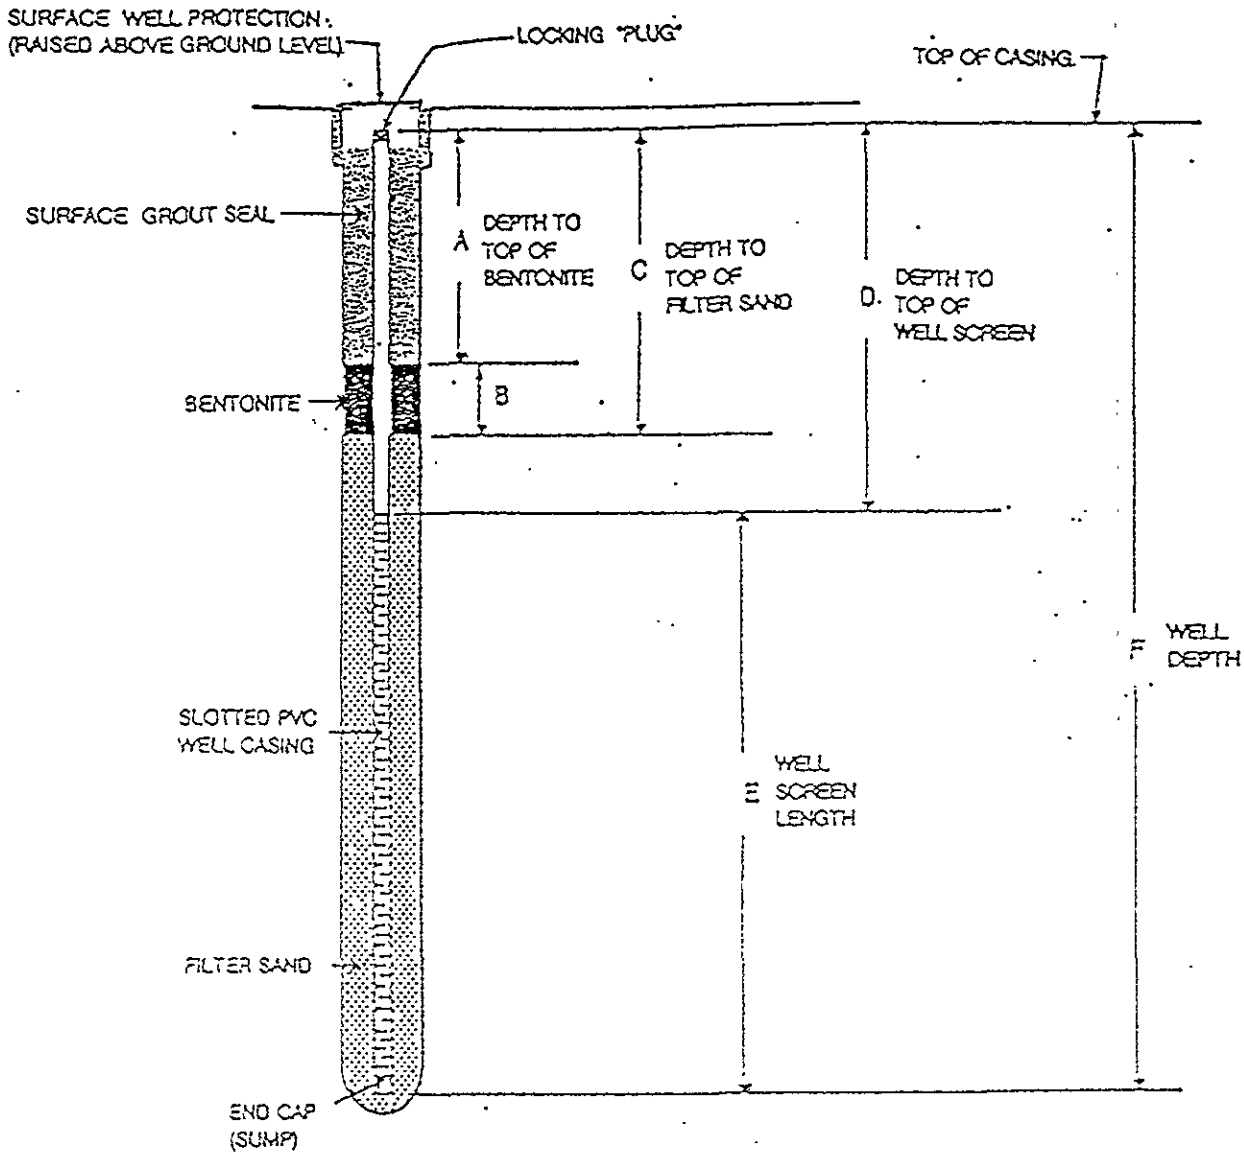 SURFACE WELL PROTECTION.
(RAISED ABOVE GROUND LEVEL)
LOCKING "PLUG"
TOP OF CASING.
SURFACE GROUT SEAL
A
DEPTH TO
TOP OF
BENTONITE
C
DEPTH TO
TOP OF
FILTER SAND
D.
DEPTH TO
TOP OF
WELL SCREEN
BENTONITE
B
F
WELL
DEPTH
SLOTTED PVC
WELL CASING
E
WELL
SCREEN
LENGTH
FILTER SAND
END CAP
(SUMP)